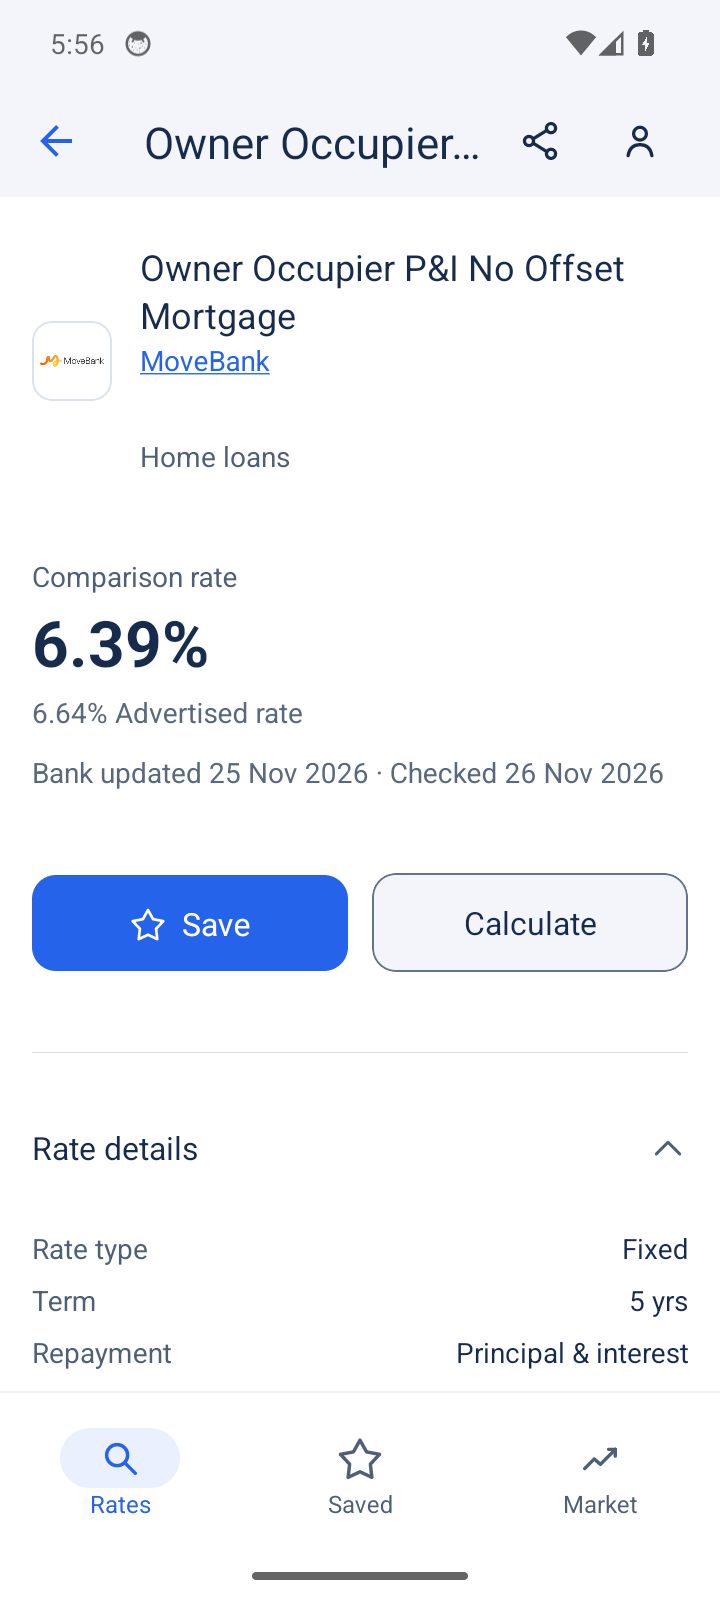 5:56
Owner Occupier...
Owner Occupier P&I No Offset
Mortgage
MoveBank
MoveBank
Home loans
Comparison rate
6.39%
6.64% Advertised rate
Bank updated 25 Nov 2026 · Checked 26 Nov 2026
Save
Calculate
Rate details
Rate type Fixed
Term 5 yrs
Repayment Principal & interest
Rates Saved Market